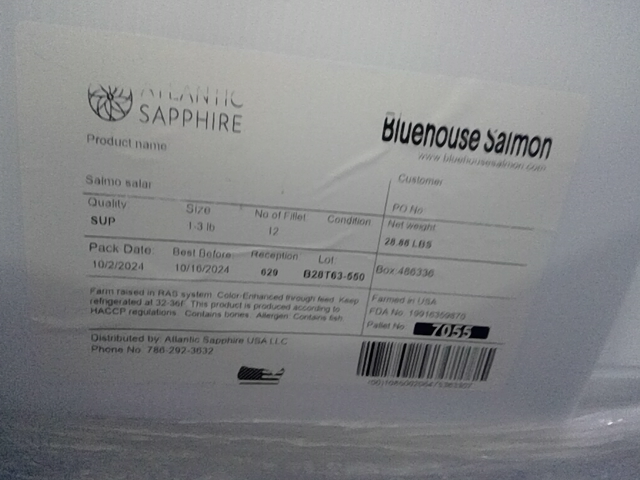 ATLANTIC
SAPPHIRE
Bluehouse Salmon
www.bluehousesalmon.com
Product name:
Salmo salar
Customer
PO No:
Quality Size No of Fillet Condition
SUP 1-3 lb 12
Net weight
28.86 LBS
Pack Date: Best Before: Reception Lot:
10/2/2024 10/16/2024 029 B28T63-550
Box 486336
Farm raised in RAS system. Color-Enhanced through feed. Keep
refrigerated at 32-36F. This product is produced according to
HACCP regulations. Contains bones. Allergen: Contains fish.
Farmed in USA
FDA No.
Pallet No. 7055
Distributed by: Atlantic Sapphire USA LLC
Phone No: 786-292-3632